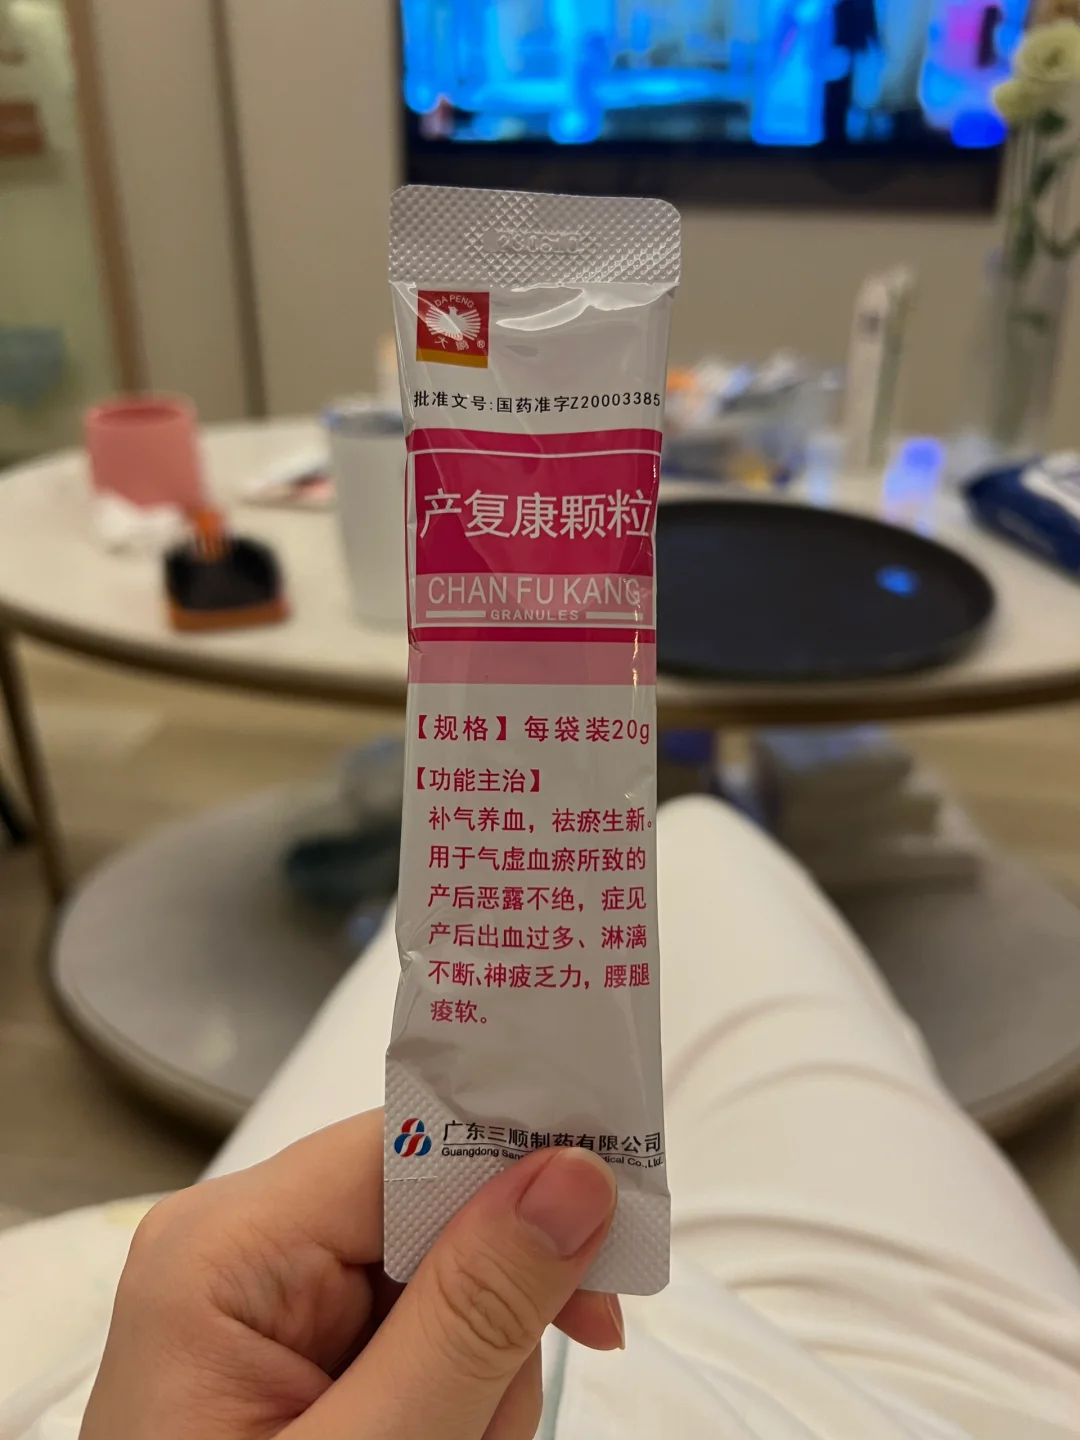 DA PENG
大鹏®
批准文号:国药准字Z20003385
产复康颗粒
CHAN FU KANG
GRANULES
【规格】每袋装20g
【功能主治】
补气养血，祛瘀生新。
用于气虚血瘀所致的
产后恶露不绝，症见
产后出血过多、淋漓
不断、神疲乏力，腰腿
痠软。
广东三顺制药有限公司
Guangdong Co.,Ltd.